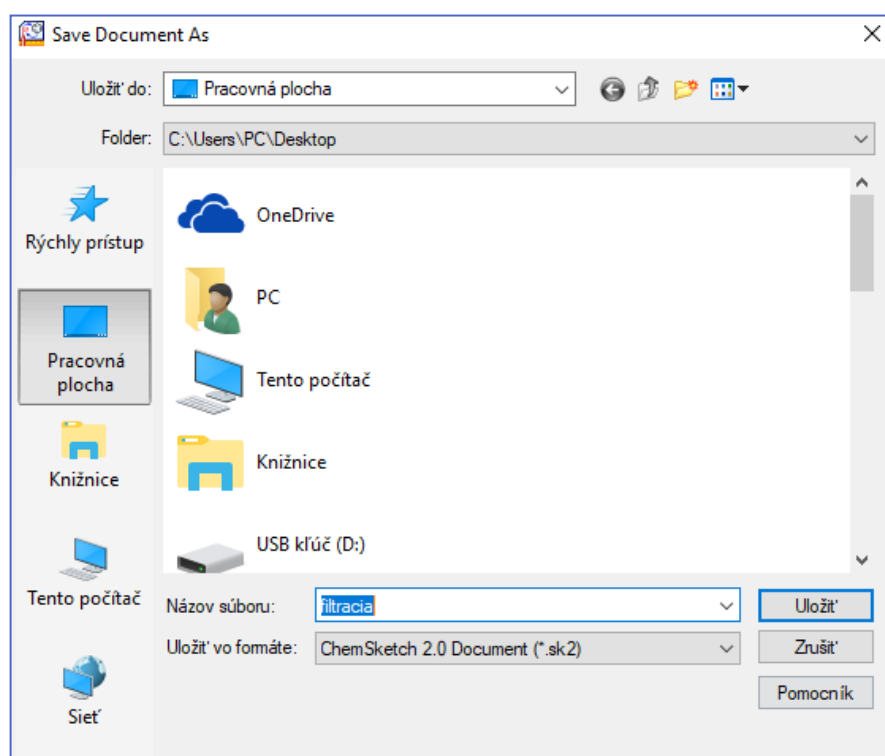 Save Document As
Uložiť do:
Pracovná plocha
Folder:
C:\Users\PC\Desktop
Rýchly prístup
Pracovná
plocha
Knižnice
Tento počítač
Sieť
OneDrive
PC
Tento počítač
Knižnice
USB kľúč (D:)
Názov súboru:
filtracia
Uložiť
Uložiť vo formáte:
ChemSketch 2.0 Document (*.sk2)
Zrušiť
Pomocník